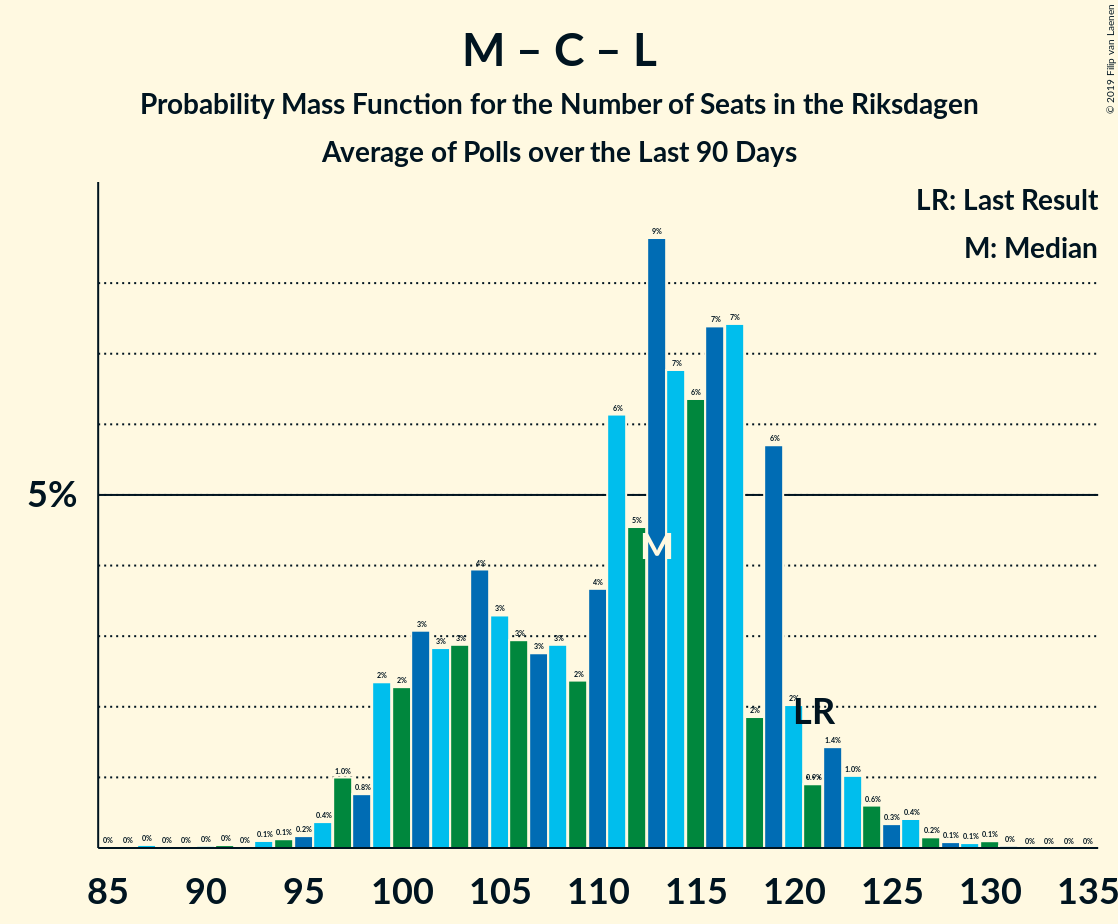 M – C – L
Probability Mass Function for the Number of Seats in the Riksdagen
Average of Polls over the Last 90 Days
© 2019 Filip van Laenen
LR: Last Result
M: Median
5%
0% 0% 0% 0% 0% 0% 0% 0% 0.1% 0.1% 0.2% 0.4% 1.0% 0.8% 2% 2% 3% 3% 3% 4% 3% 3% 3% 3% 2% 4% 6% 5% 9% 7% 6% 7% 7% 2% 6% 2% 0.9% 1.4% 1.0% 0.6% 0.3% 0.4% 0.2% 0.1% 0.1% 0.1% 0% 0% 0% 0% 0%
M
LR
85 90 95 100 105 110 115 120 125 130 135